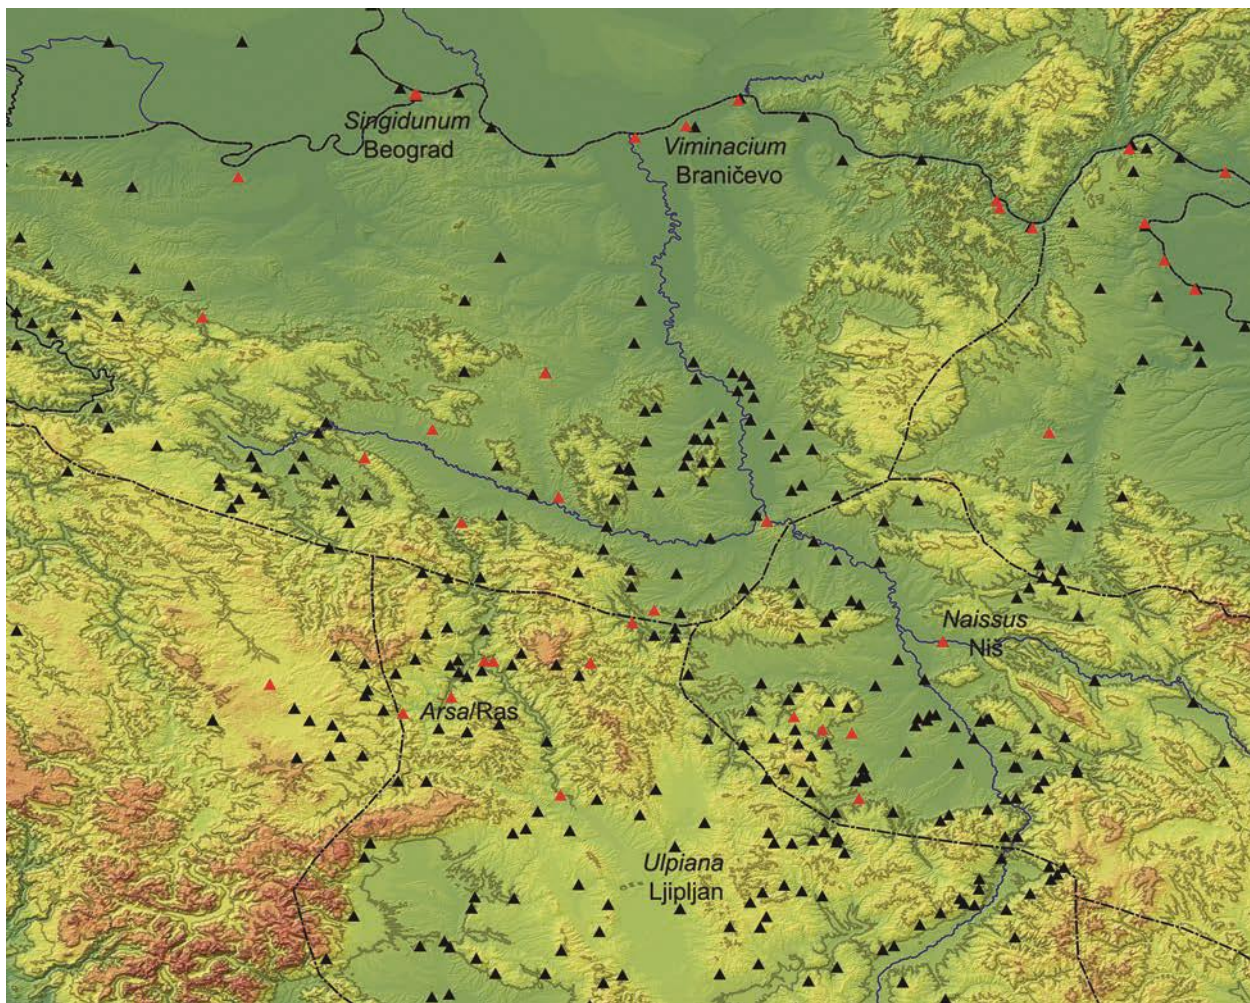 Singidunum
Beograd
Viminacium
Braničevo
Naissus
Niš
Arsa/Ras
Ulpiana
Ljipljan